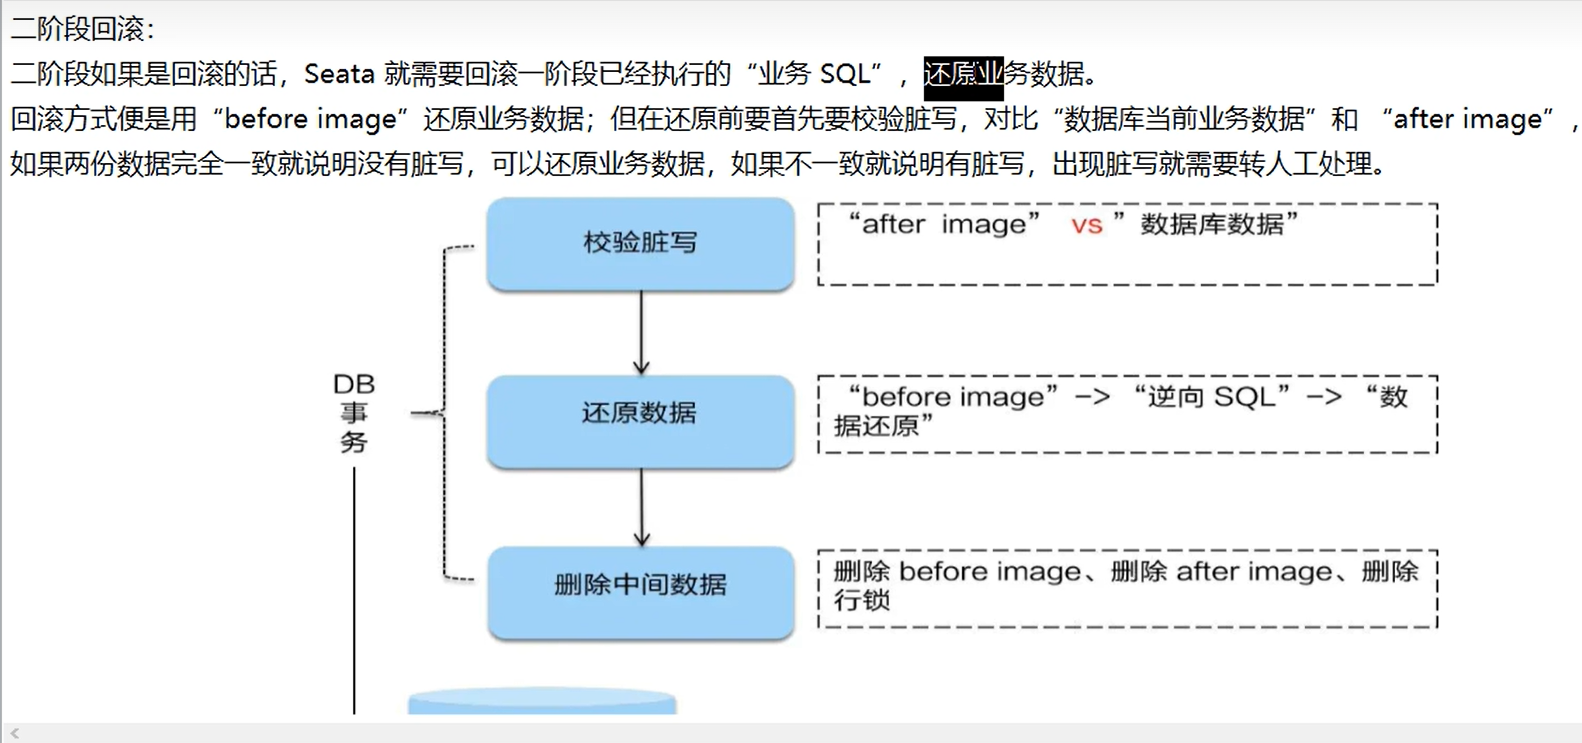 二阶段回滚：
二阶段如果是回滚的话，Seata 就需要回滚一阶段已经执行的“业务 SQL”，还原业务数据。
回滚方式便是用“before image”还原业务数据；但在还原前要首先要校验脏写，对比“数据库当前业务数据”和 “after image”，
如果两份数据完全一致就说明没有脏写，可以还原业务数据，如果不一致就说明有脏写，出现脏写就需要转人工处理。
校验脏写
“after image” vs ”数据库数据”
DB
事
务
还原数据
“before image”—> “逆向 SQL”—> “数
据还原”
删除中间数据
删除 before image、删除 after image、删除
行锁